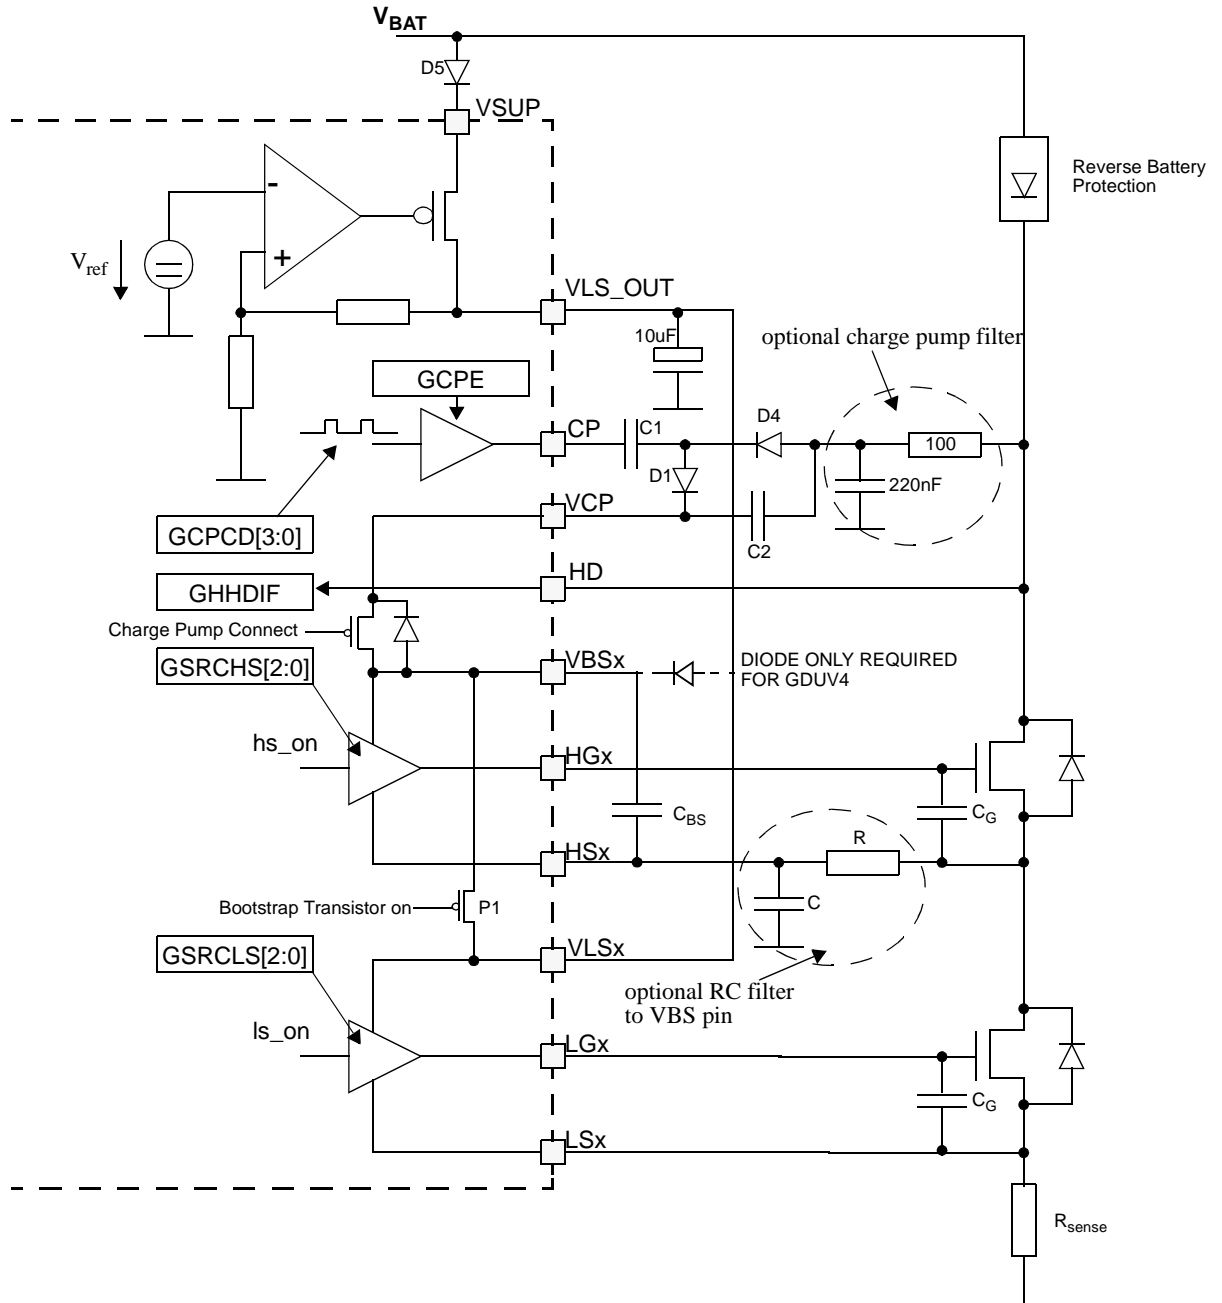 VBAT
D5
VSUP
Reverse Battery
Protection
-
+
Vref
VLS_OUT
10uF
optional charge pump filter
GCPE
CP
C1
D4
100
D1
220nF
VCP
C2
GCPCD[3:0]
HD
GHHDIF
Charge Pump Connect
GSRCHS[2:0]
VBSx
DIODE ONLY REQUIRED
FOR GDUV4
hs_on
HGx
CBS
CG
HSx
R
Bootstrap Transistor on
P1
C
GSRCLS[2:0]
VLSx
optional RC filter
to VBS pin
ls_on
LGx
CG
LSx
Rsense